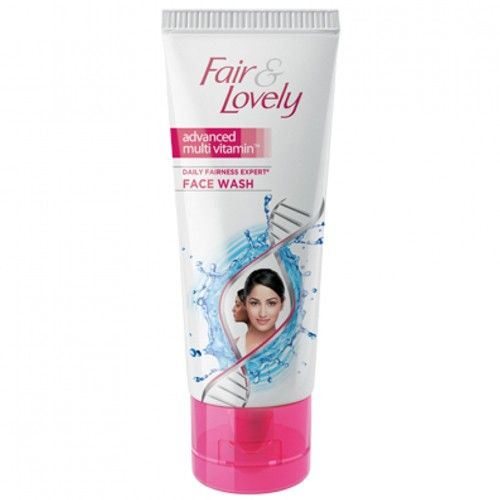 Fair &
Lovely
advanced
multi vitamin™
DAILY FAIRNESS EXPERT*
FACE WASH